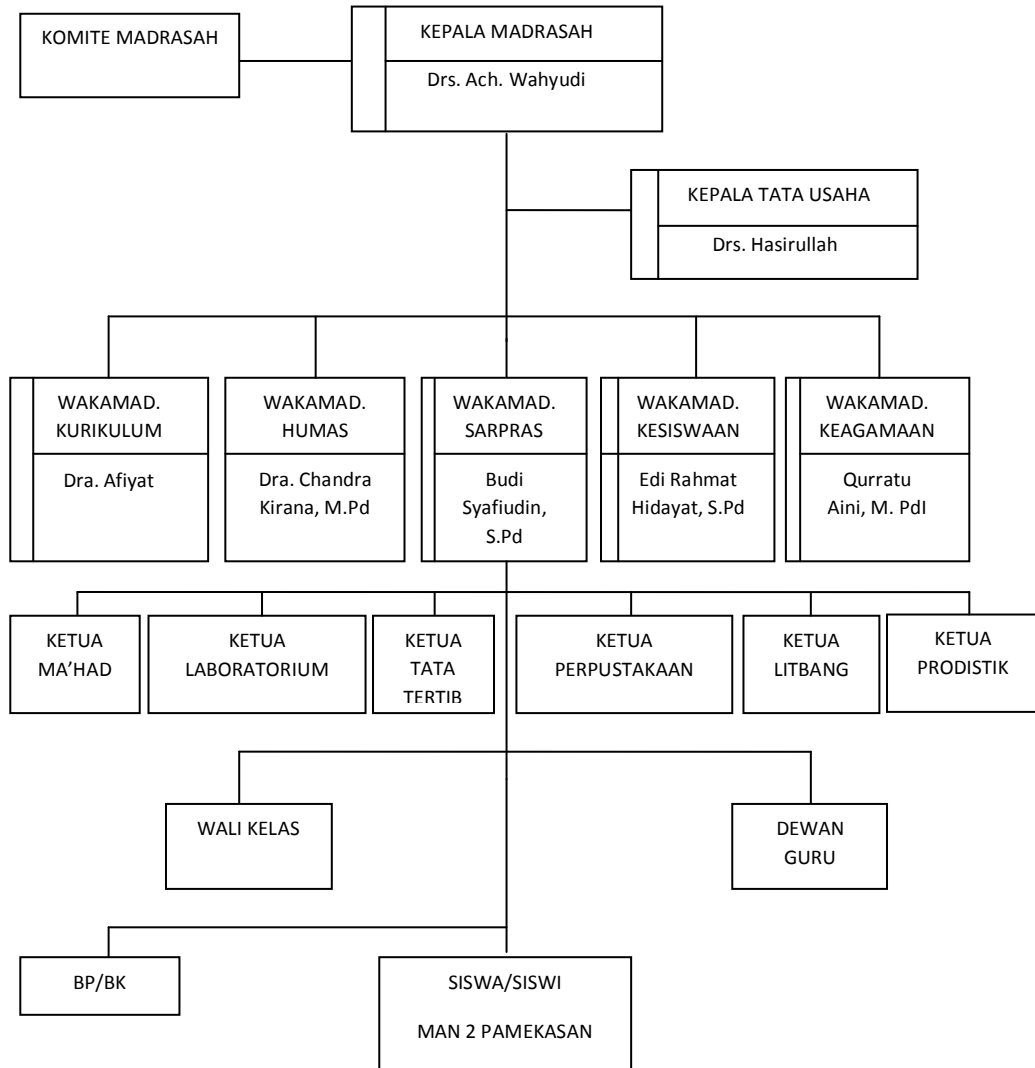 KOMITE MADRASAH
KEPALA MADRASAH
Drs. Ach. Wahyudi
KEPALA TATA USAHA
Drs. Hasirullah
WAKAMAD.
KURIKULUM
Dra. Afiyat
WAKAMAD.
HUMAS
Dra. Chandra
Kirana, M.Pd
WAKAMAD.
SARPRAS
Budi
Syafiudin,
S.Pd
WAKAMAD.
KESISWAAN
Edi Rahmat
Hidayat, S.Pd
WAKAMAD.
KEAGAMAAN
Qurratu
Aini, M. PdI
KETUA
MA’HAD
KETUA
LABORATORIUM
KETUA
TATA
TERTIB
KETUA
PERPUSTAKAAN
KETUA
LITBANG
KETUA
PRODISTIK
WALI KELAS
DEWAN
GURU
BP/BK
SISWA/SISWI
MAN 2 PAMEKASAN